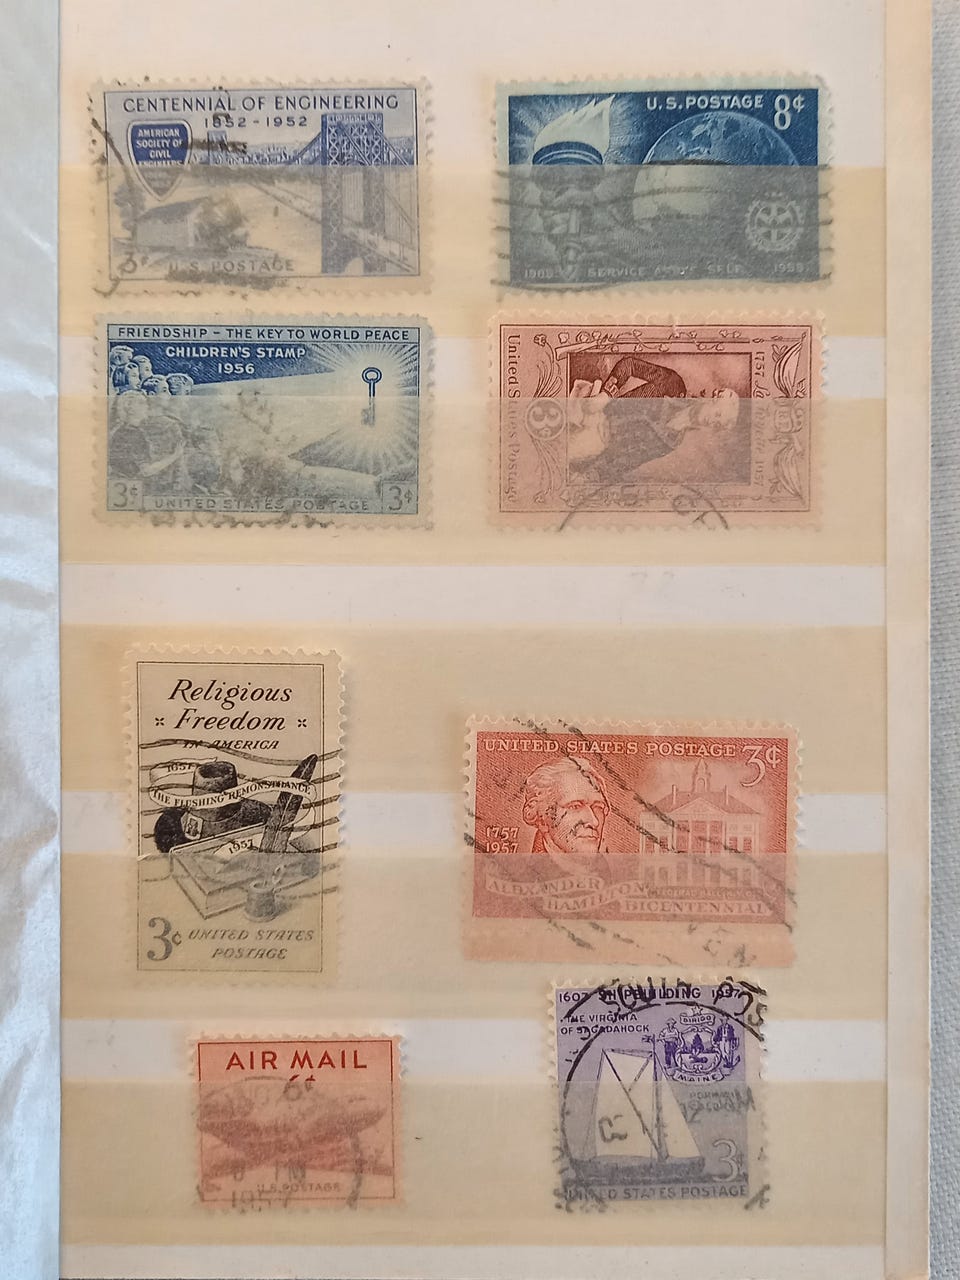 CENTENNIAL OF ENGINEERING
1852-1952
AMERICAN
SOCIETY OF
CIVIL
ENGINEERS
3¢
U.S. POSTAGE
U.S. POSTAGE 8¢
SERVICE ABOVE SELF
FRIENDSHIP - THE KEY TO WORLD PEACE
CHILDREN'S STAMP
1956
3¢ UNITED STATES POSTAGE 3¢
United States Postage
3
1757 Lafayette 1957
Religious
Freedom
IN AMERICA
1657
THE FLUSHING REMONSTRANCE
1957
3¢ UNITED STATES
POSTAGE
UNITED STATES POSTAGE 3¢
1757
1957
ALEXANDER HAMILTON
BICENTENNIAL
AIR MAIL
6¢
U.S. POSTAGE
1607 SHIPBUILDING 1957
THE VIRGINIA
OF SAGADAHOCK
DIRIGO
MAINE
3
UNITED STATES POSTAGE